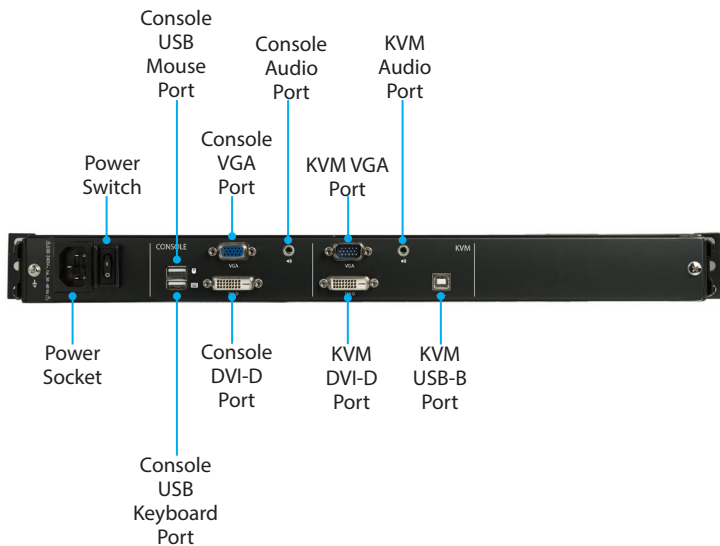 Console
USB
Mouse
Port
Console
Audio
Port
KVM
Audio
Port
Console
VGA
Port
Power
Switch
KVM VGA
Port
CONSOLE
KVM
VGA
VGA
Power
Socket
Console
DVI-D
Port
KVM
DVI-D
Port
KVM
USB-B
Port
Console
USB
Keyboard
Port